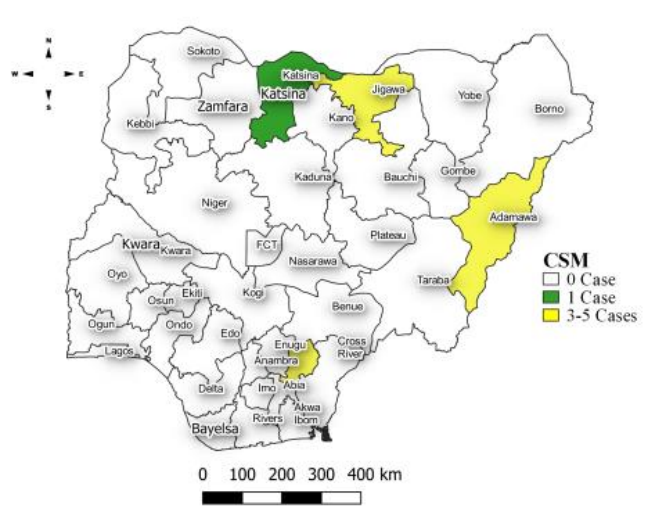 N
W E
S
Sokoto
Katsina
Katsina
Jigawa
Zamfara
Yobe
Borno
Kebbi
Kano
Kaduna
Bauchi
Gombe
Niger
Adamawa
Plateau
Kwara
Kwara
FCT
Nasarawa
CSM
0 Case
1 Case
3-5 Cases
Oyo
Taraba
Ekiti
Kogi
Osun
Benue
Ogun
Ondo
Edo
Lagos
Enugu
Cross
River
Anambra
Delta
Imo
Abia
Akwa
Ibom
Rivers
Bayelsa
0 100 200 300 400 km